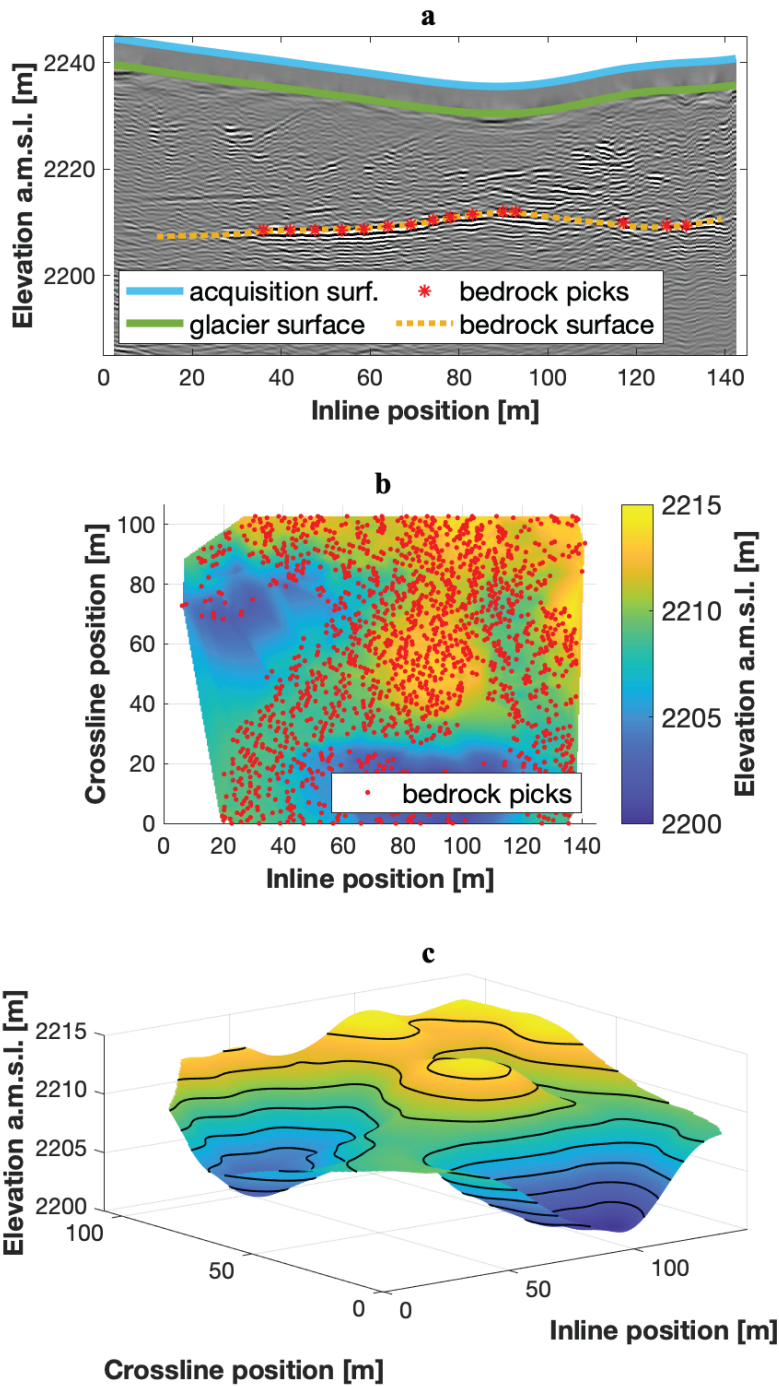 a
Elevation a.m.s.l. [m]
2240
2220
2200
acquisition surf.
bedrock picks
glacier surface
bedrock surface
0 20 40 60 80 100 120 140
Inline position [m]
b
Crossline position [m]
100
80
60
40
20
0
bedrock picks
0 20 40 60 80 100 120 140
Inline position [m]
2215
2210
2205
2200
Elevation a.m.s.l. [m]
c
Elevation a.m.s.l. [m]
2215
2210
2205
2200
100
50
0
0
50
100
Inline position [m]
Crossline position [m]